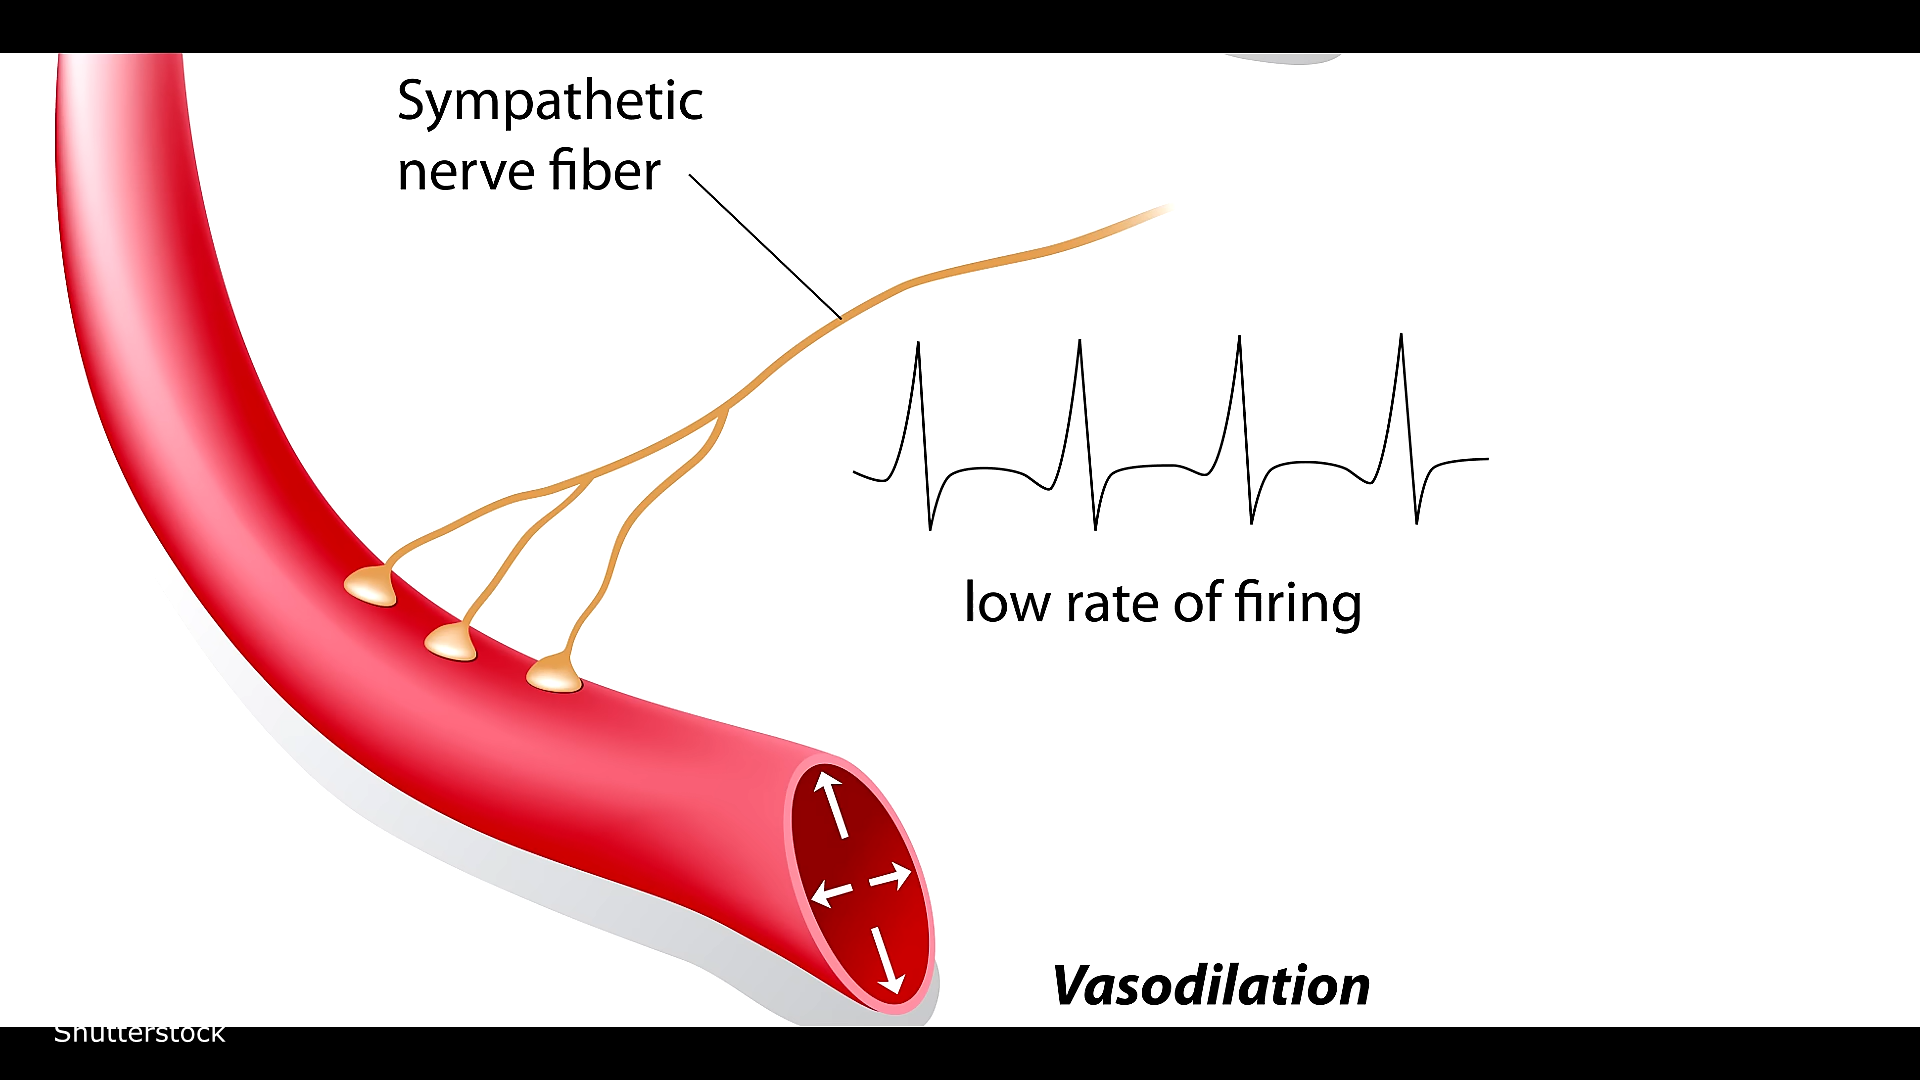 Sympathetic
nerve fiber
low rate of firing
Vasodilation
Shutterstock